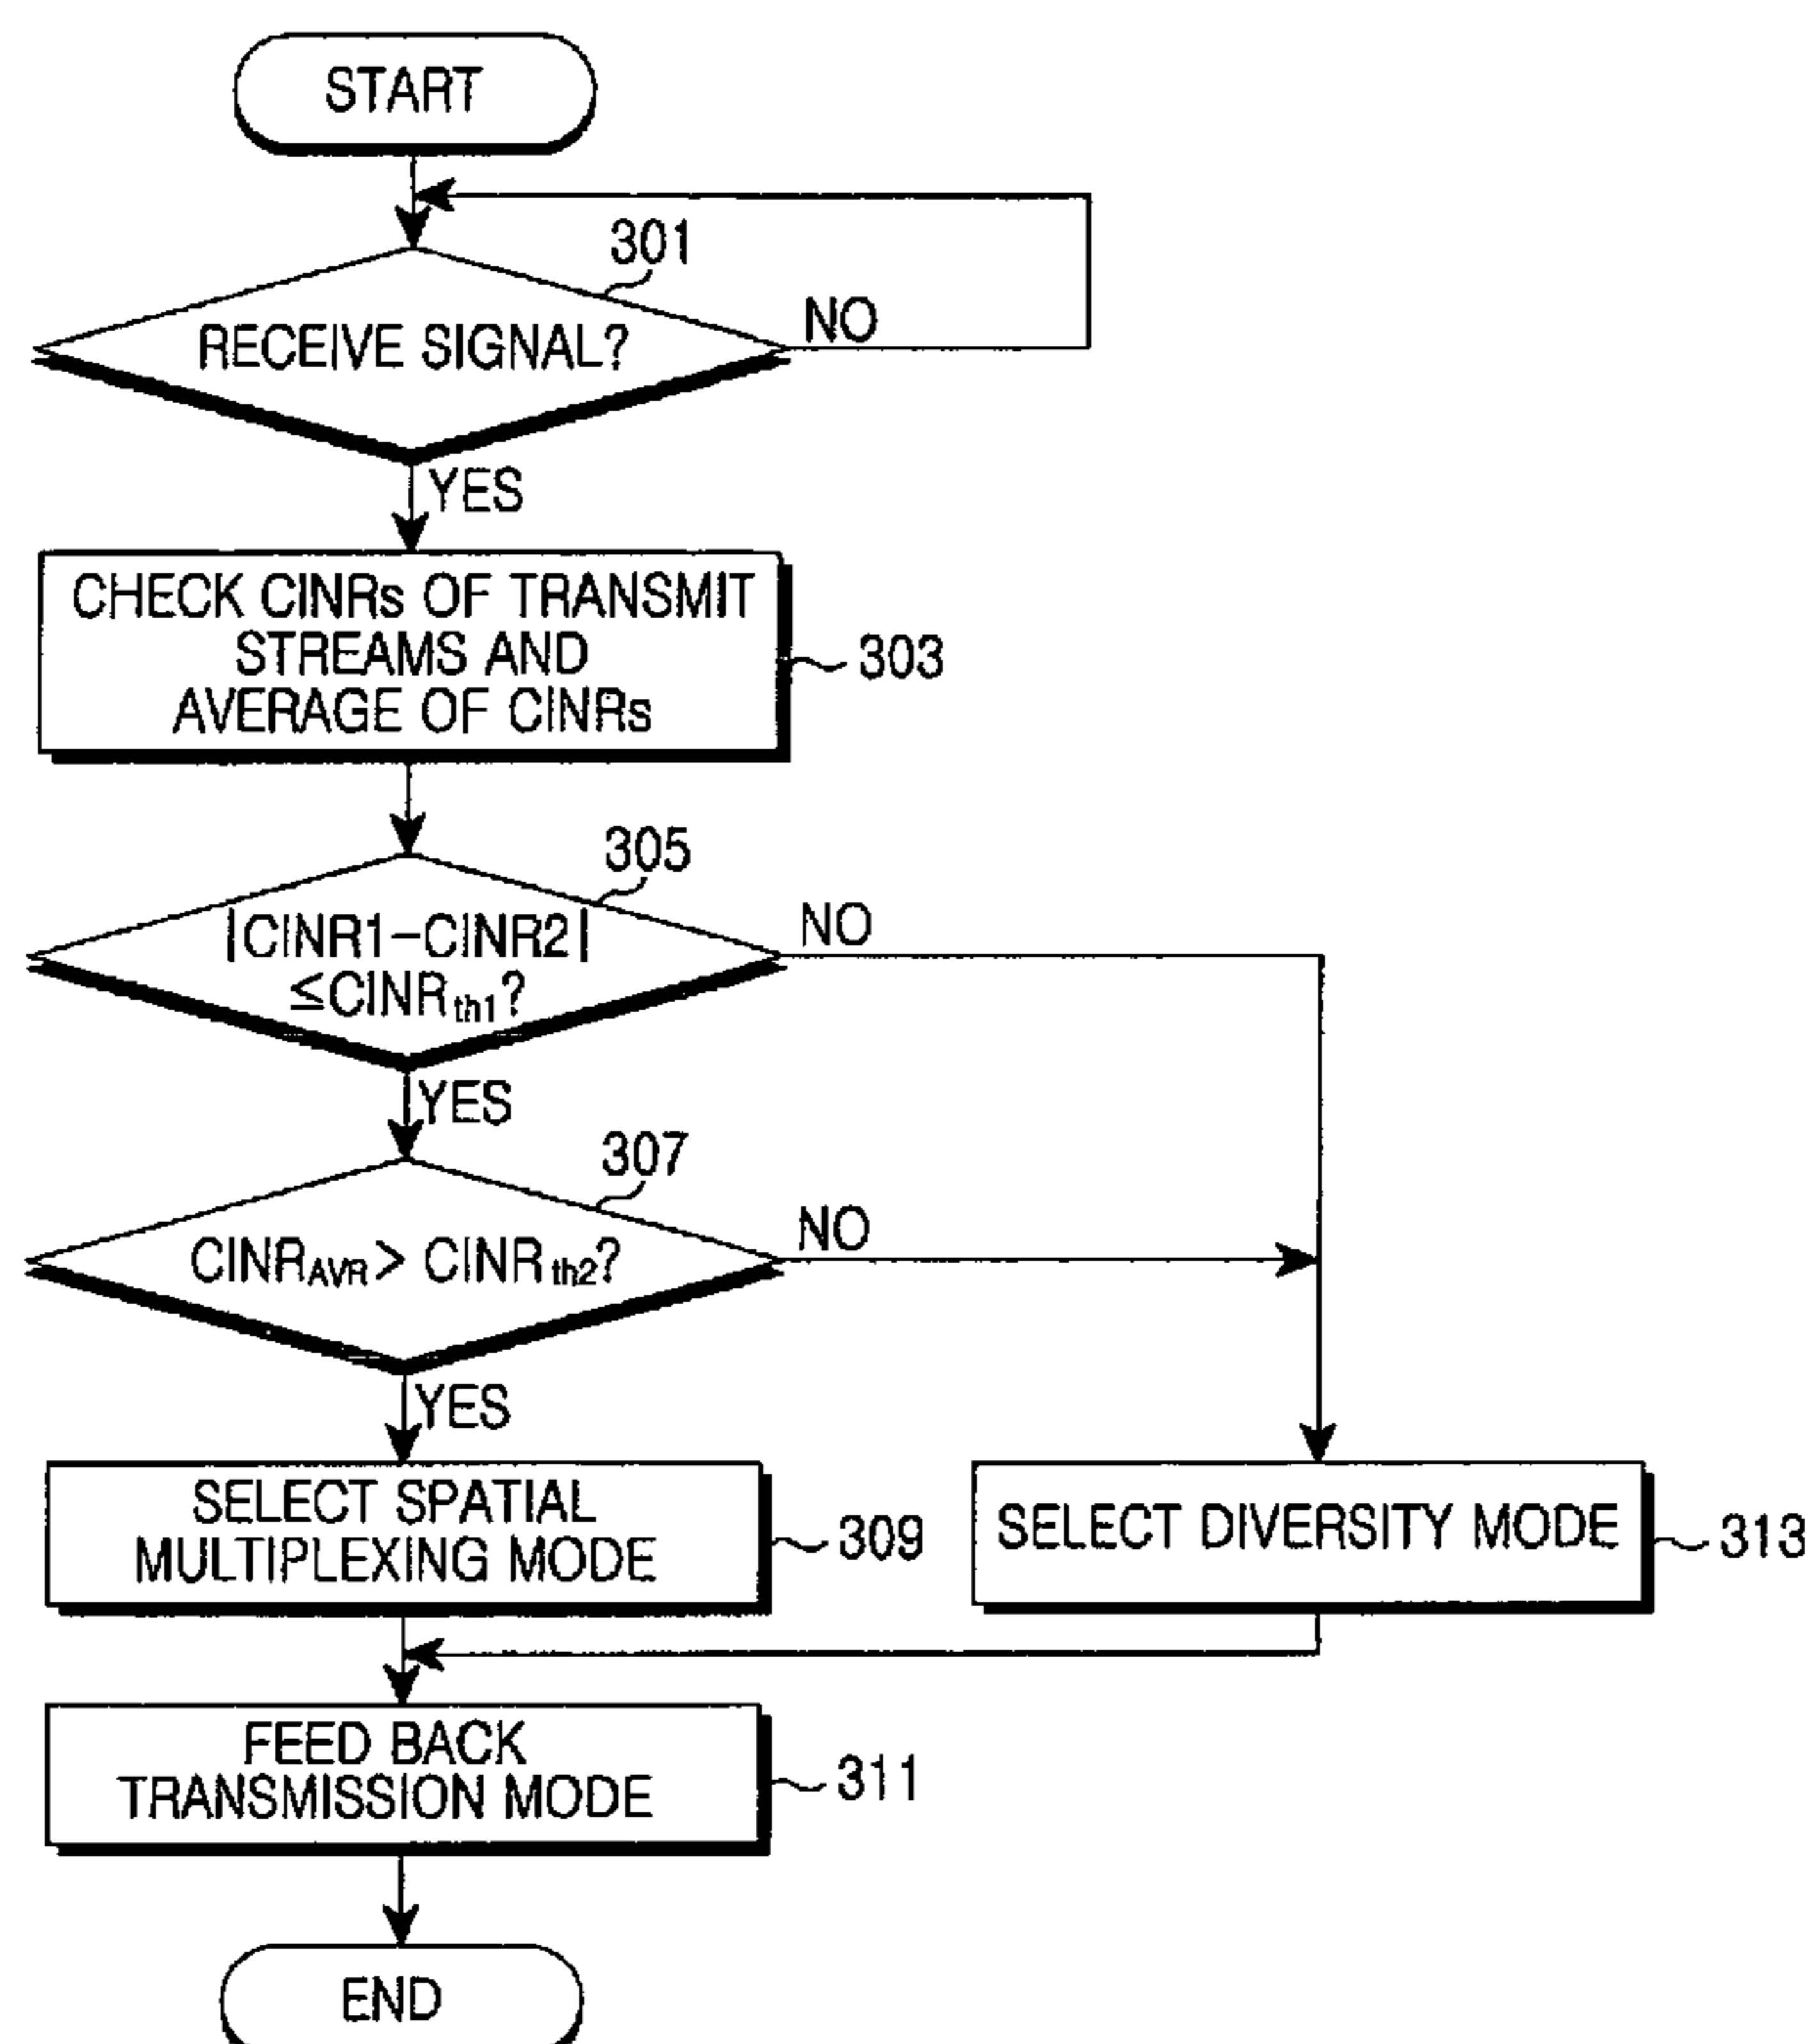 START
301
RECEIVE SIGNAL?
NO
YES
CHECK CINRs OF TRANSMIT
STREAMS AND
AVERAGE OF CINRs
303
305
|CINR1-CINR2|
≤CINRth1?
NO
YES
307
CINRAVR> CINRth2?
NO
YES
SELECT SPATIAL
MULTIPLEXING MODE
309
SELECT DIVERSITY MODE
313
FEED BACK
TRANSMISSION MODE
311
END